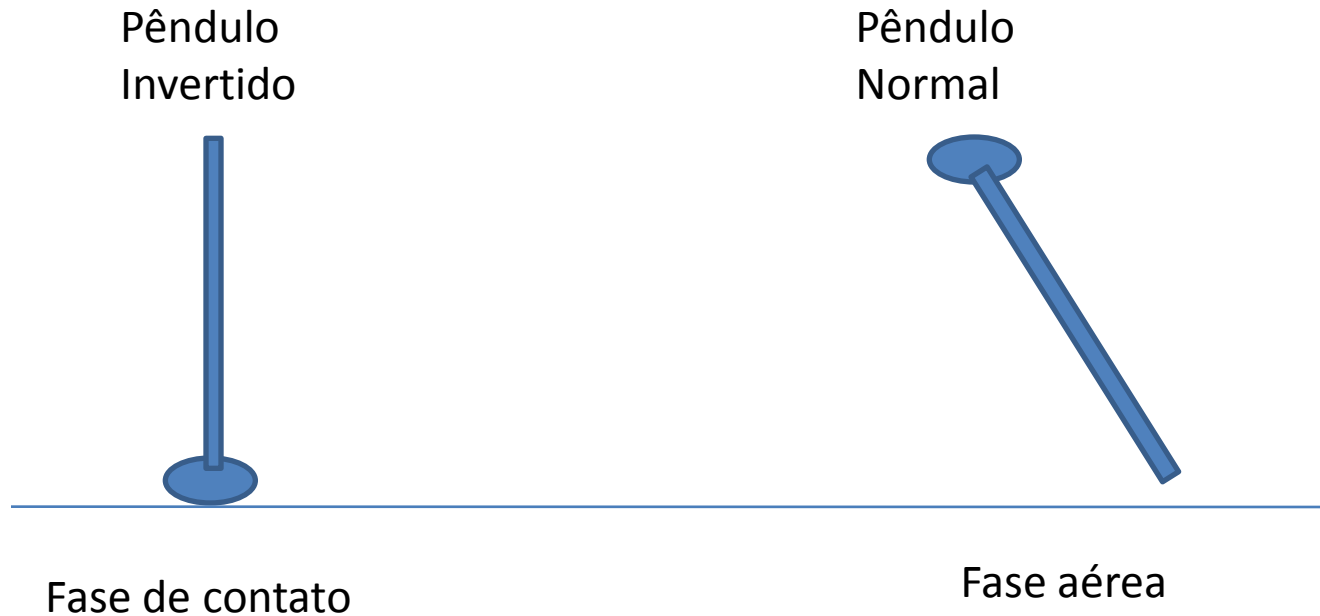 Pêndulo
Invertido
Pêndulo
Normal
Fase de contato
Fase aérea